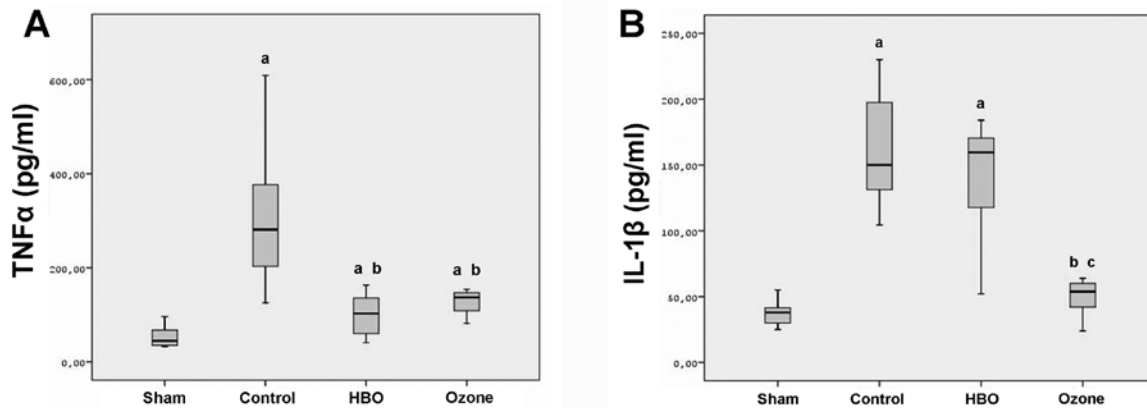 A
TNFα (pg/ml)
600,00
400,00
200,00
0,00
a
a b
a b
Sham Control HBO Ozone
B
IL-1β (pg/ml)
250,00
200,00
150,00
100,00
50,00
0,00
a
a
b c
Sham Control HBO Ozone